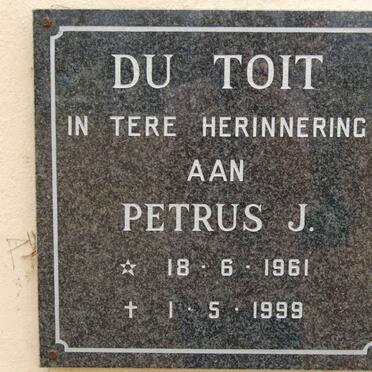 DU TOIT
IN TERE HERINNERING
AAN
PETRUS J.
☆ 18 · 6 · 1961
† 1 · 5 · 1999